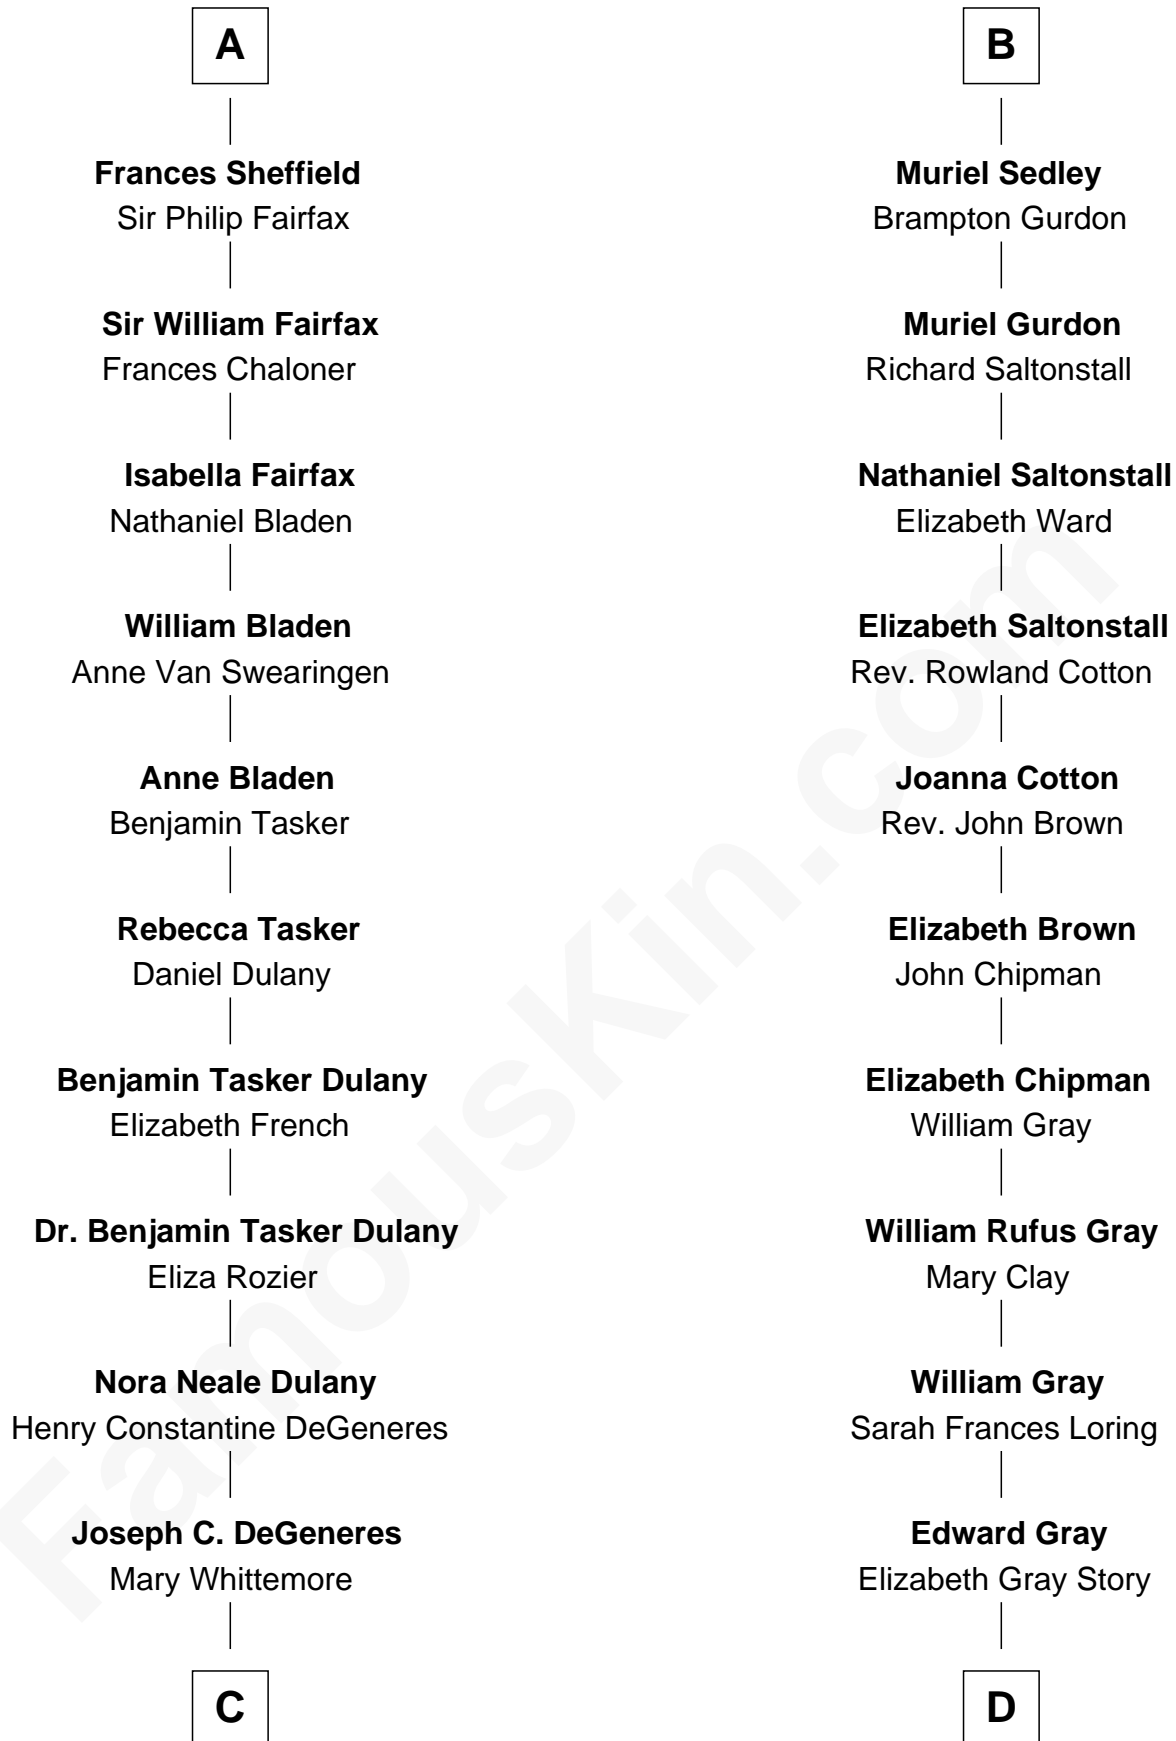 A
Frances Sheffield
Sir Philip Fairfax
Sir William Fairfax
Frances Chaloner
Isabella Fairfax
Nathaniel Bladen
William Bladen
Anne Van Swearingen
Anne Bladen
Benjamin Tasker
Rebecca Tasker
Daniel Dulany
Benjamin Tasker Dulany
Elizabeth French
Dr. Benjamin Tasker Dulany
Eliza Rozier
Nora Neale Dulany
Henry Constantine DeGeneres
Joseph C. DeGeneres
Mary Whittemore
C
B
Muriel Sedley
Brampton Gurdon
Muriel Gurdon
Richard Saltonstall
Nathaniel Saltonstall
Elizabeth Ward
Elizabeth Saltonstall
Rev. Rowland Cotton
Joanna Cotton
Rev. John Brown
Elizabeth Brown
John Chipman
Elizabeth Chipman
William Gray
William Rufus Gray
Mary Clay
William Gray
Sarah Frances Loring
Edward Gray
Elizabeth Gray Story
D
FamousKin.com